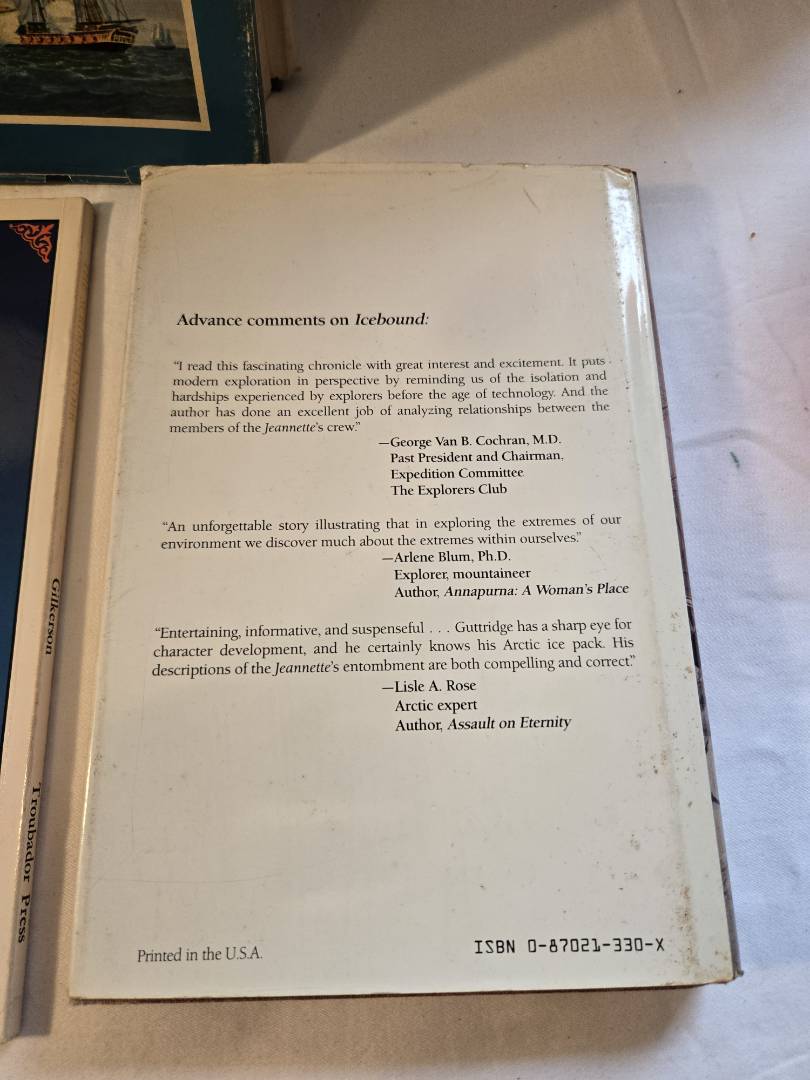 Advance comments on Icebound:
"I read this fascinating chronicle with great interest and excitement. It puts
modern exploration in perspective by reminding us of the isolation and
hardships experienced by explorers before the age of technology. And the
author has done an excellent job of analyzing relationships between the
members of the Jeannette's crew."
—George Van B. Cochran, M.D.
Past President and Chairman,
Expedition Committee
The Explorers Club
"An unforgettable story illustrating that in exploring the extremes of our
environment we discover much about the extremes within ourselves."
—Arlene Blum, Ph.D.
Explorer, mountaineer
Author, Annapurna: A Woman's Place
"Entertaining, informative, and suspenseful . . . Guttridge has a sharp eye for
character development, and he certainly knows his Arctic ice pack. His
descriptions of the Jeannette's entombment are both compelling and correct."
—Lisle A. Rose
Arctic expert
Author, Assault on Eternity
Printed in the U.S.A.
ISBN 0-87021-330-X
Gilkerson
Troubador Press